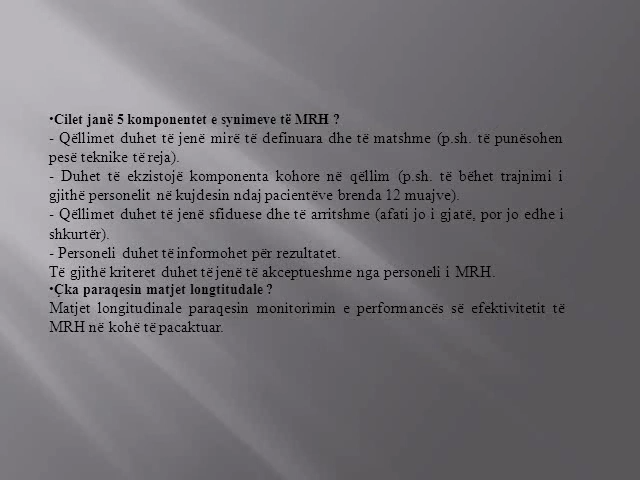 •Cilet janë 5 komponentet e synimeve të MRH ?
- Qëllimet duhet të jenë mirë të definuara dhe të matshme (p.sh. të punësohen
pesë teknike të reja).
- Duhet të ekzistojë komponenta kohore në qëllim (p.sh. të bëhet trajnimi i
gjithë personelit në kujdesin ndaj pacientëve brenda 12 muajve).
- Qëllimet duhet të jenë sfiduese dhe të arritshme (afati jo i gjatë, por jo edhe i
shkurtër).
- Personeli duhet të informohet për rezultatet.
Të gjithë kriteret duhet të jenë të akceptueshme nga personeli i MRH.
•Çka paraqesin matjet longtitudale ?
Matjet longitudinale paraqesin monitorimin e performancës së efektivitetit të
MRH në kohë të pacaktuar.